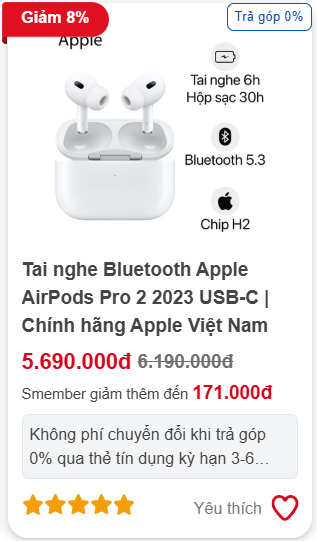 Giảm 8%
Trả góp 0%
Apple
Tai nghe 6h
Hộp sạc 30h
Bluetooth 5.3
Chip H2
Tai nghe Bluetooth Apple
AirPods Pro 2 2023 USB-C |
Chính hãng Apple Việt Nam
5.690.000đ 6.190.000đ
Smember giảm thêm đến 171.000đ
Không phí chuyển đổi khi trả góp
0% qua thẻ tín dụng kỳ hạn 3-6...
Yêu thích